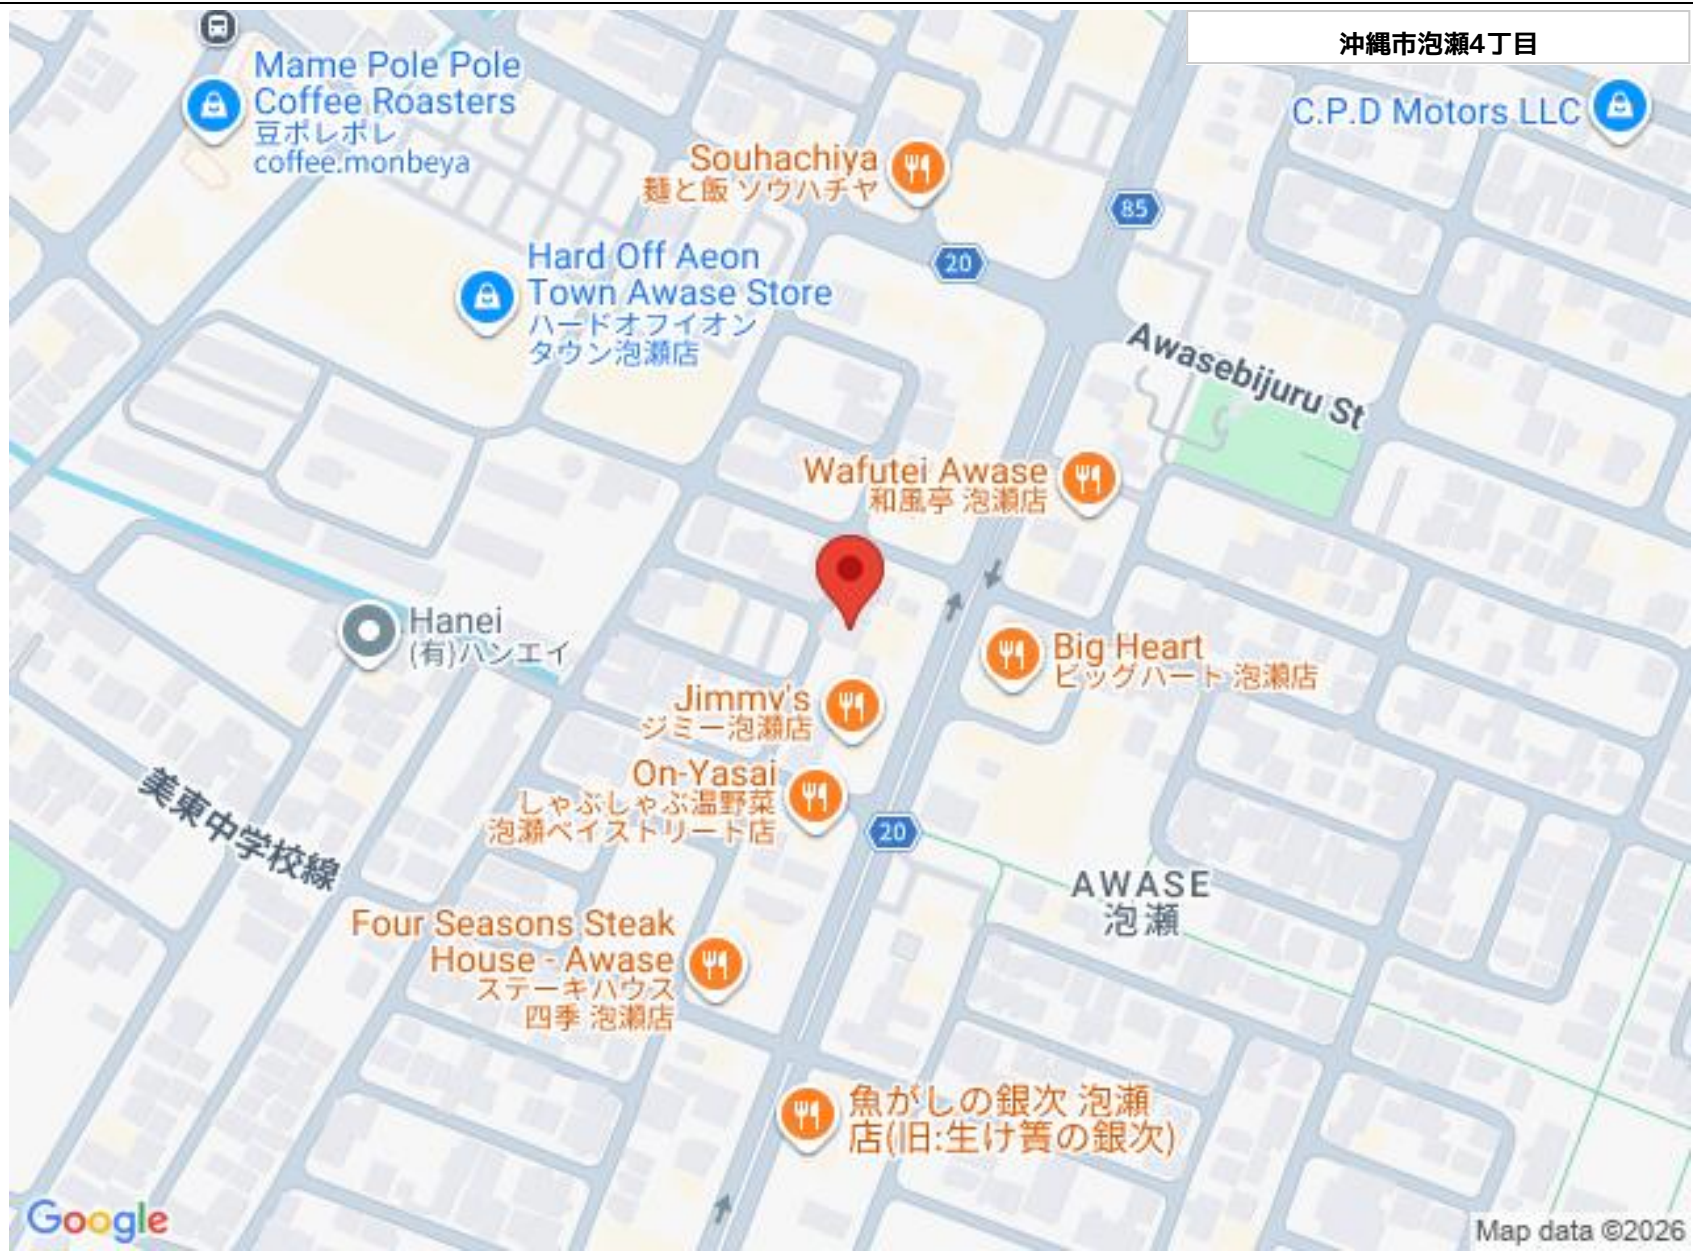 沖縄市泡瀬4丁目
Mame Pole Pole
Coffee Roasters
豆ポレポレ
coffee.monbeya
C.P.D Motors LLC
Souhachiya
麺と飯 ソウハチヤ
85
20
Hard Off Aeon
Town Awase Store
ハードオフイオン
タウン泡瀬店
Awasebijuru St
Wafutei Awase
和風亭 泡瀬店
Hanei
(有)ハンエイ
Big Heart
ビッグハート 泡瀬店
Jimmy's
ジミー泡瀬店
On-Yasai
しゃぶしゃぶ温野菜
泡瀬ベイストリート店
20
美東中学校線
AWASE
泡瀬
Four Seasons Steak
House - Awase
ステーキハウス
四季 泡瀬店
魚がしの銀次 泡瀬
店(旧:生け簀の銀次)
Google
Map data ©2026